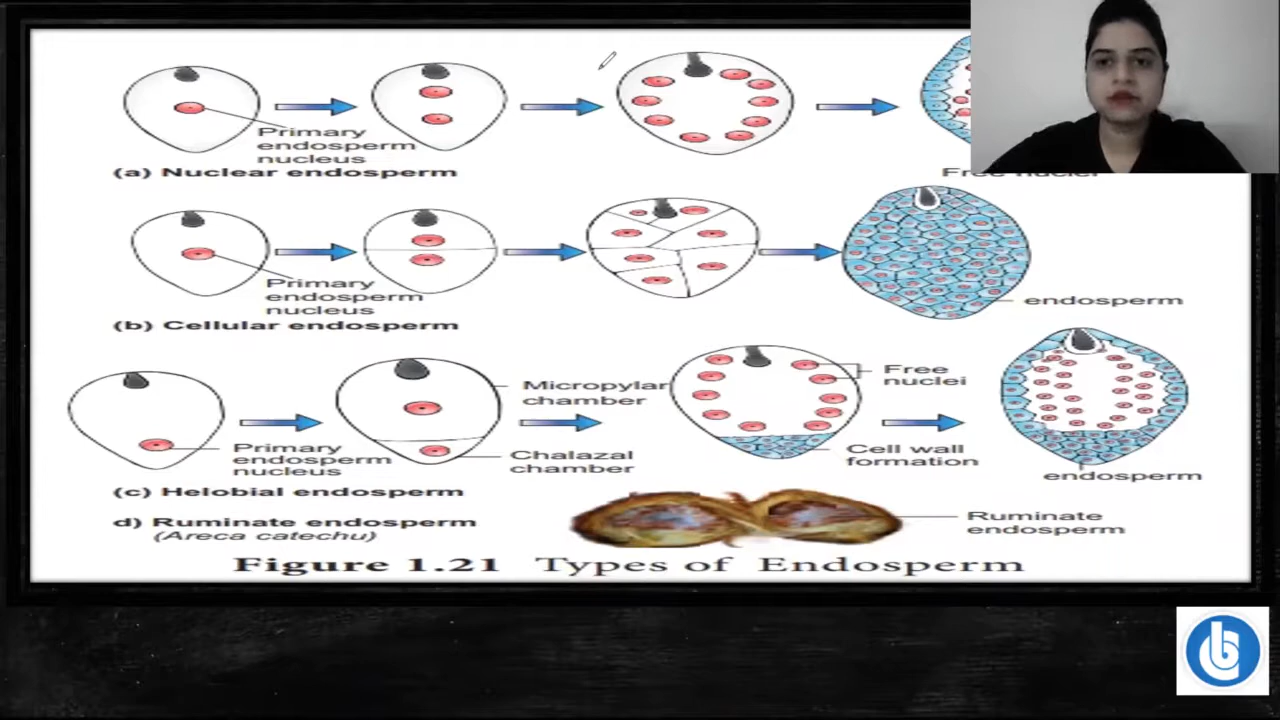 Primary
endosperm
nucleus
(a) Nuclear endosperm
Primary
endosperm
nucleus
endosperm
(b) Cellular endosperm
Micropylar
chamber
Free
nuclei
Primary
endosperm
nucleus
Chalazal
chamber
Cell wall
formation
endosperm
(c) Helobial endosperm
d) Ruminate endosperm
(Areca catechu)
Ruminate
endosperm
Figure 1.21 Types of Endosperm